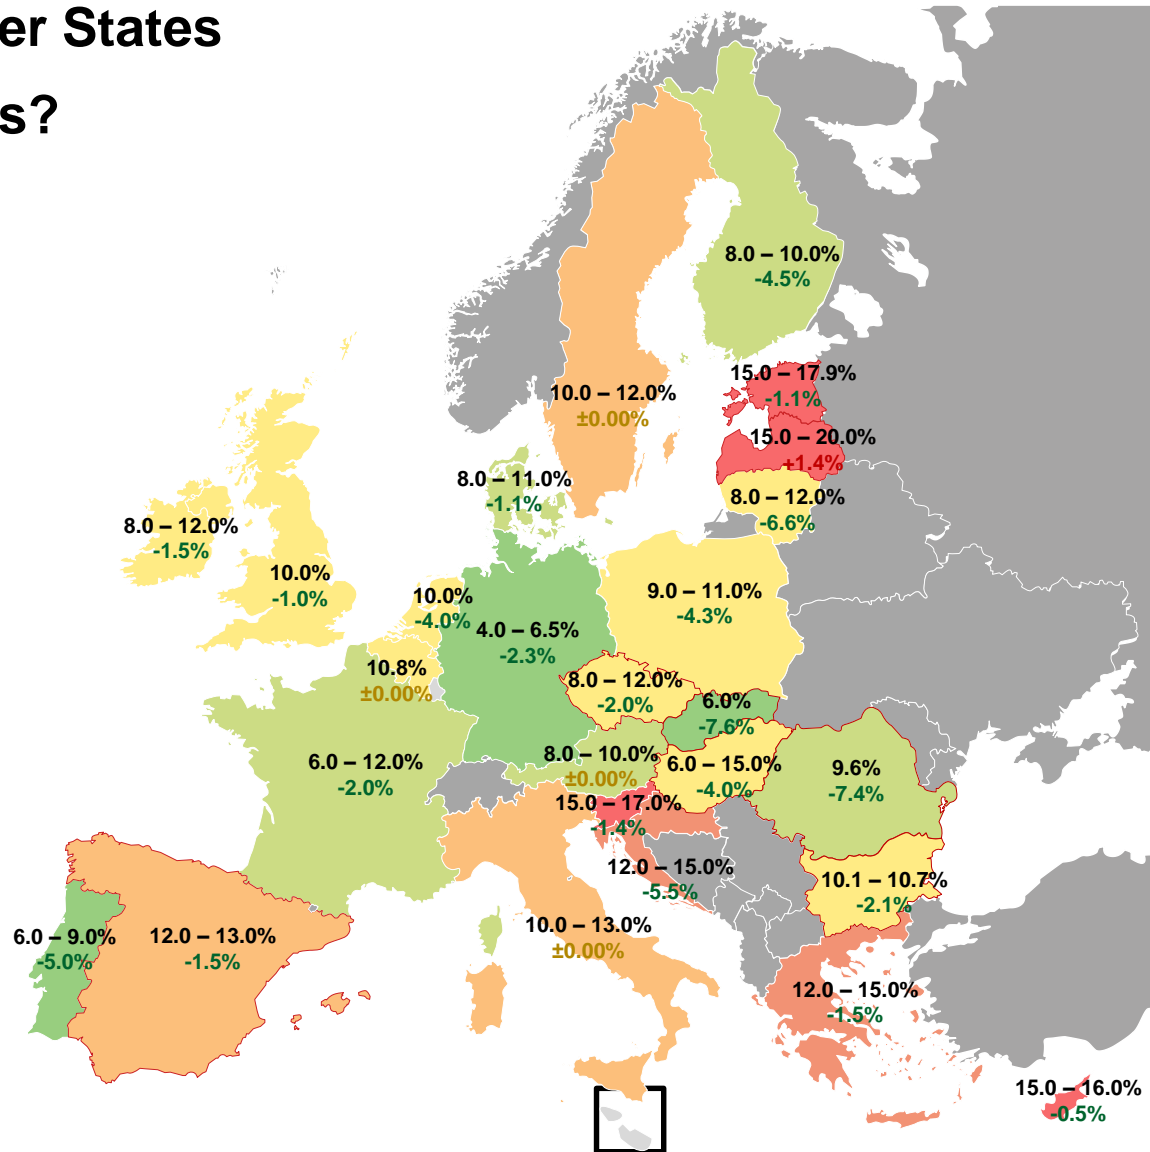 er States
s?
8.0 – 10.0%
-4.5%
15.0 – 17.9%
-1.1%
10.0 – 12.0%
±0.00%
15.0 – 20.0%
+1.4%
8.0 – 11.0%
-1.1%
8.0 – 12.0%
-6.6%
8.0 – 12.0%
-1.5%
10.0%
-1.0%
10.0%
-4.0%
9.0 – 11.0%
-4.3%
4.0 – 6.5%
-2.3%
10.8%
±0.00%
8.0 – 12.0%
-2.0%
6.0%
-7.6%
6.0 – 12.0%
-2.0%
8.0 – 10.0%
±0.00%
6.0 – 15.0%
-4.0%
9.6%
-7.4%
15.0 – 17.0%
-1.4%
12.0 – 15.0%
-5.5%
10.1 – 10.7%
-2.1%
6.0 – 9.0%
-5.0%
12.0 – 13.0%
-1.5%
10.0 – 13.0%
±0.00%
12.0 – 15.0%
-1.5%
15.0 – 16.0%
-0.5%